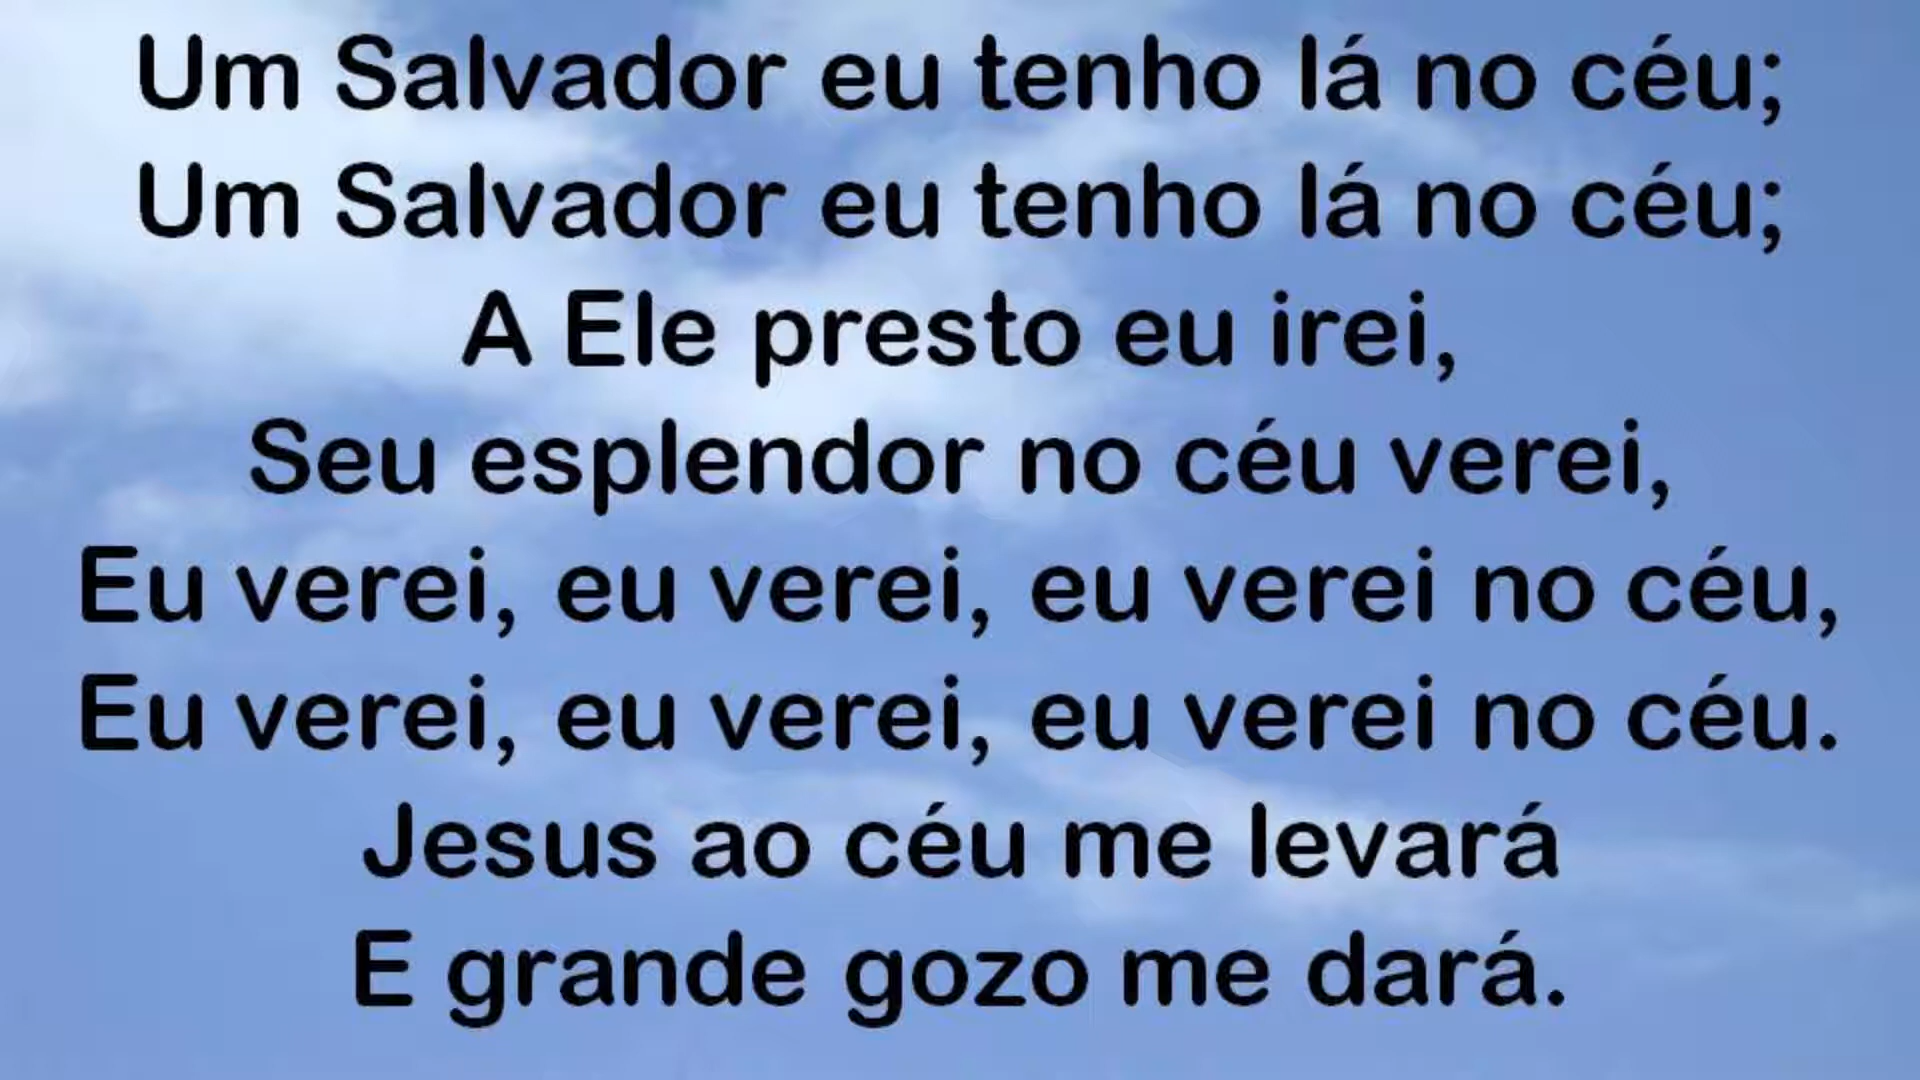 Um Salvador eu tenho lá no céu;
Um Salvador eu tenho lá no céu;
A Ele presto eu irei,
Seu esplendor no céu verei,
Eu verei, eu verei, eu verei no céu,
Eu verei, eu verei, eu verei no céu.
Jesus ao céu me levará
E grande gozo me dará.